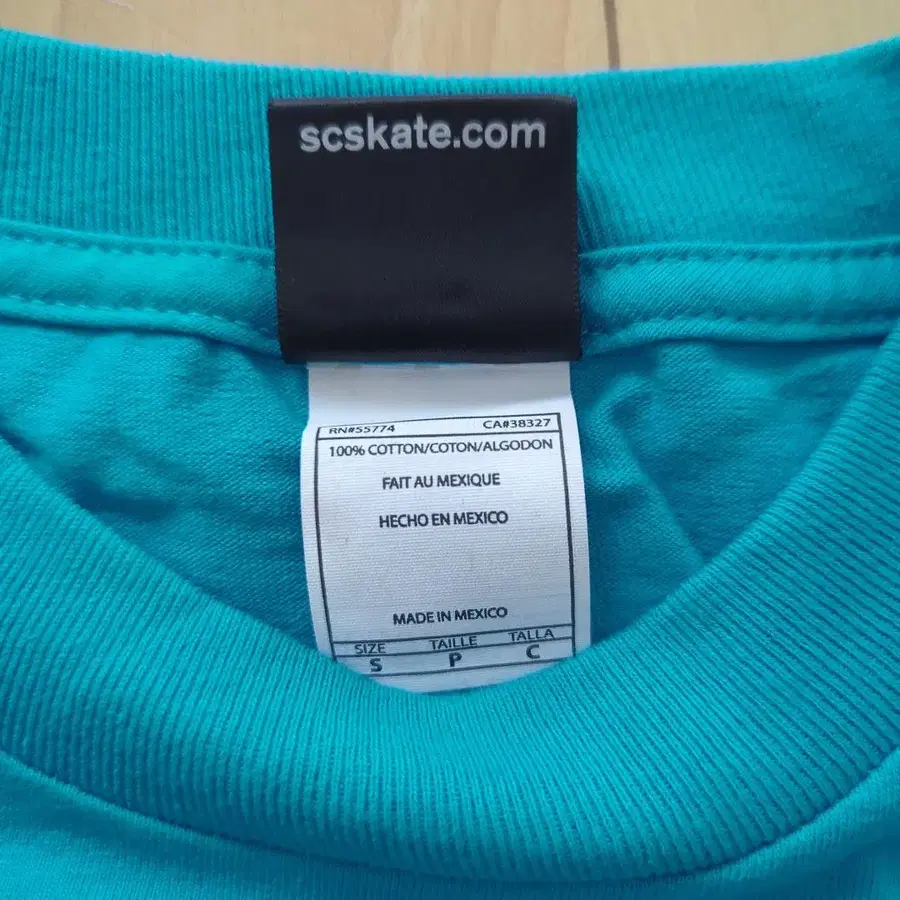 scskate.com
RN#55774 CA#38327
100% COTTON/COTON/ALGODON
FAIT AU MEXIQUE
HECHO EN MEXICO
MADE IN MEXICO
SIZE TAILLE TALLA
S P C